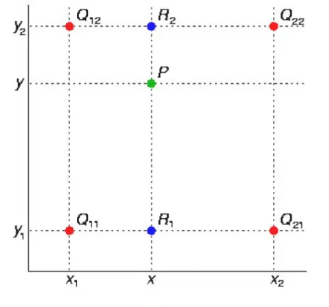 y₂ Q₁₂ R₂ Q₂₂
y P
y₁ Q₁₁ R₁ Q₂₁
x₁ x x₂